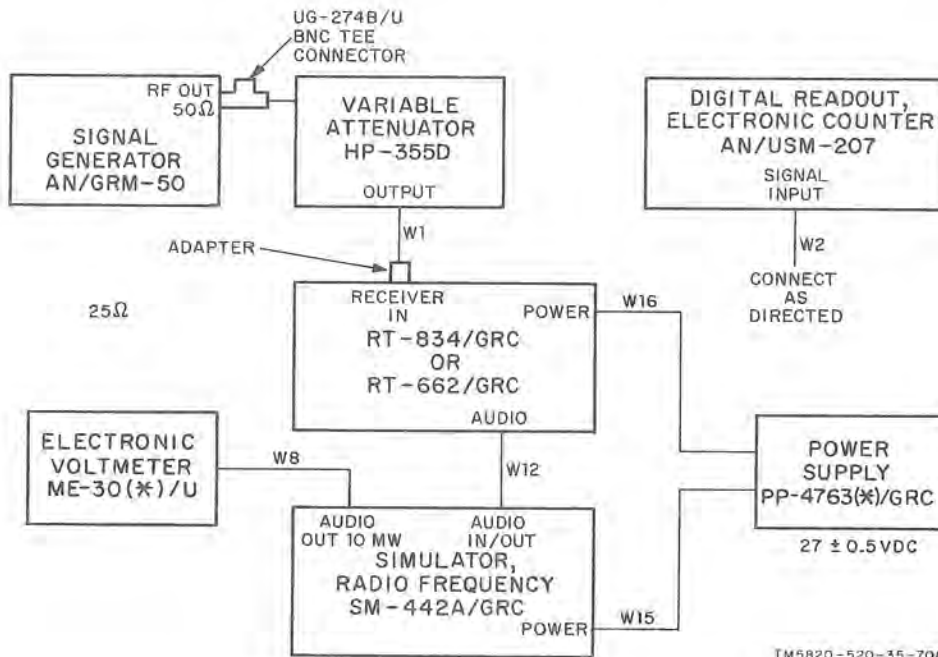 UG-274B/U
BNC TEE
CONNECTOR
RF OUT
50Ω
SIGNAL
GENERATOR
AN/GRM-50
VARIABLE
ATTENUATOR
HP-355D
OUTPUT
DIGITAL READOUT,
ELECTRONIC COUNTER
AN/USM-207
SIGNAL
INPUT
W1
W2
ADAPTER
CONNECT
AS
DIRECTED
25Ω
RECEIVER
IN
POWER
W16
RT-834/GRC
OR
RT-662/GRC
AUDIO
ELECTRONIC
VOLTMETER
ME-30(*)/U
W8
W12
POWER
SUPPLY
PP-4763(*)/GRC
27 ± 0.5 VDC
AUDIO
OUT 10 MW
AUDIO
IN/OUT
SIMULATOR,
RADIO FREQUENCY
SM-442A/GRC
POWER
W15